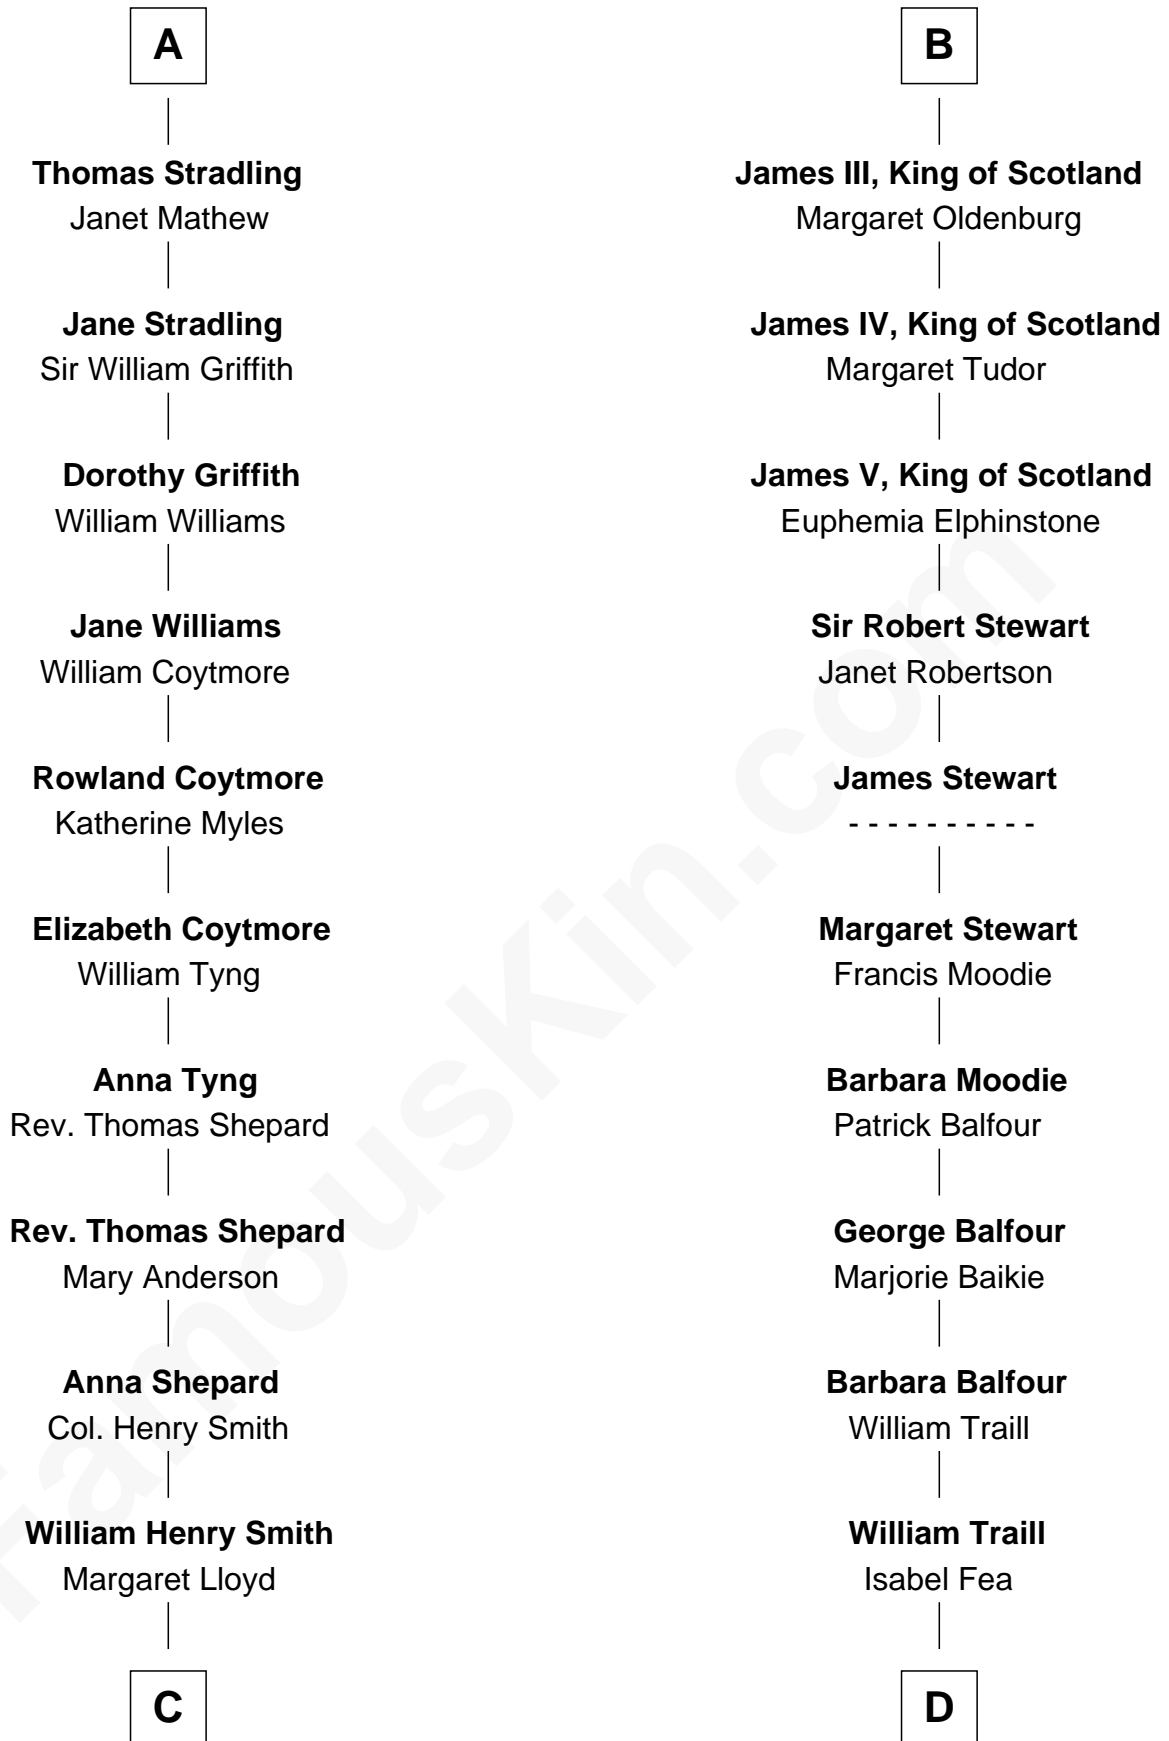 A
Thomas Stradling
Janet Mathew
Jane Stradling
Sir William Griffith
Dorothy Griffith
William Williams
Jane Williams
William Coytmore
Rowland Coytmore
Katherine Myles
Elizabeth Coytmore
William Tyng
Anna Tyng
Rev. Thomas Shepard
Rev. Thomas Shepard
Mary Anderson
Anna Shepard
Col. Henry Smith
William Henry Smith
Margaret Lloyd
C
B
James III, King of Scotland
Margaret Oldenburg
James IV, King of Scotland
Margaret Tudor
James V, King of Scotland
Euphemia Elphinstone
Sir Robert Stewart
Janet Robertson
James Stewart
- - - - - - - - - -
Margaret Stewart
Francis Moodie
Barbara Moodie
Patrick Balfour
George Balfour
Marjorie Baikie
Barbara Balfour
William Traill
William Traill
Isabel Fea
D
FamousKin.com